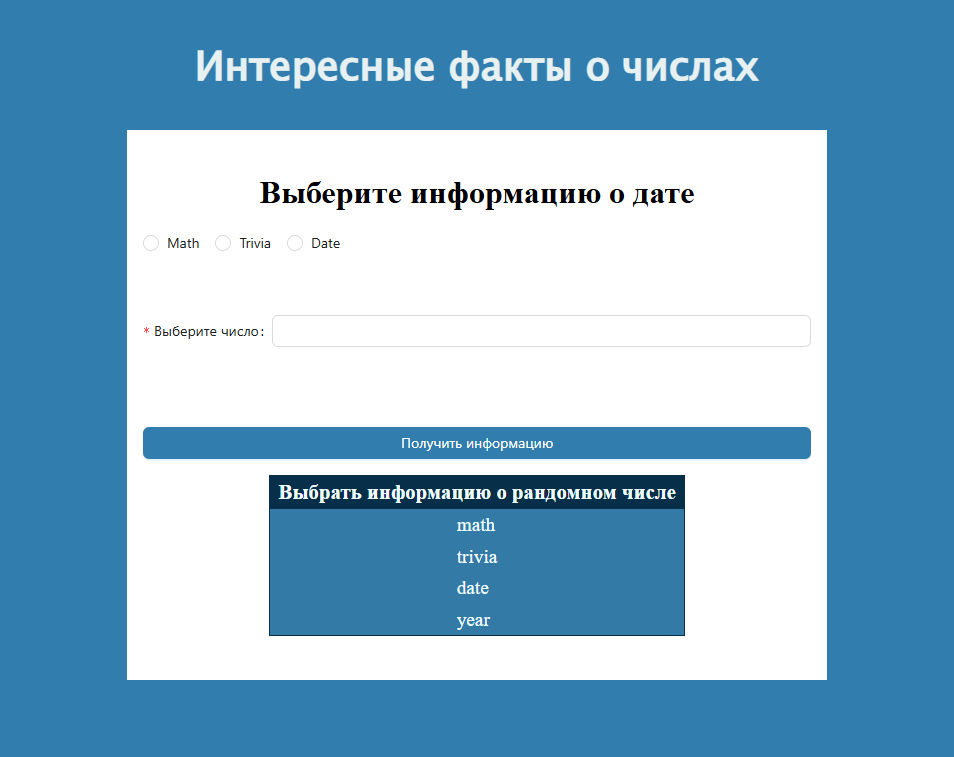 Интересные факты о числах
Выберите информацию о дате
Math Trivia Date
* Выберите число:
Получить информацию
Выбрать информацию о рандомном числе
math
trivia
date
year